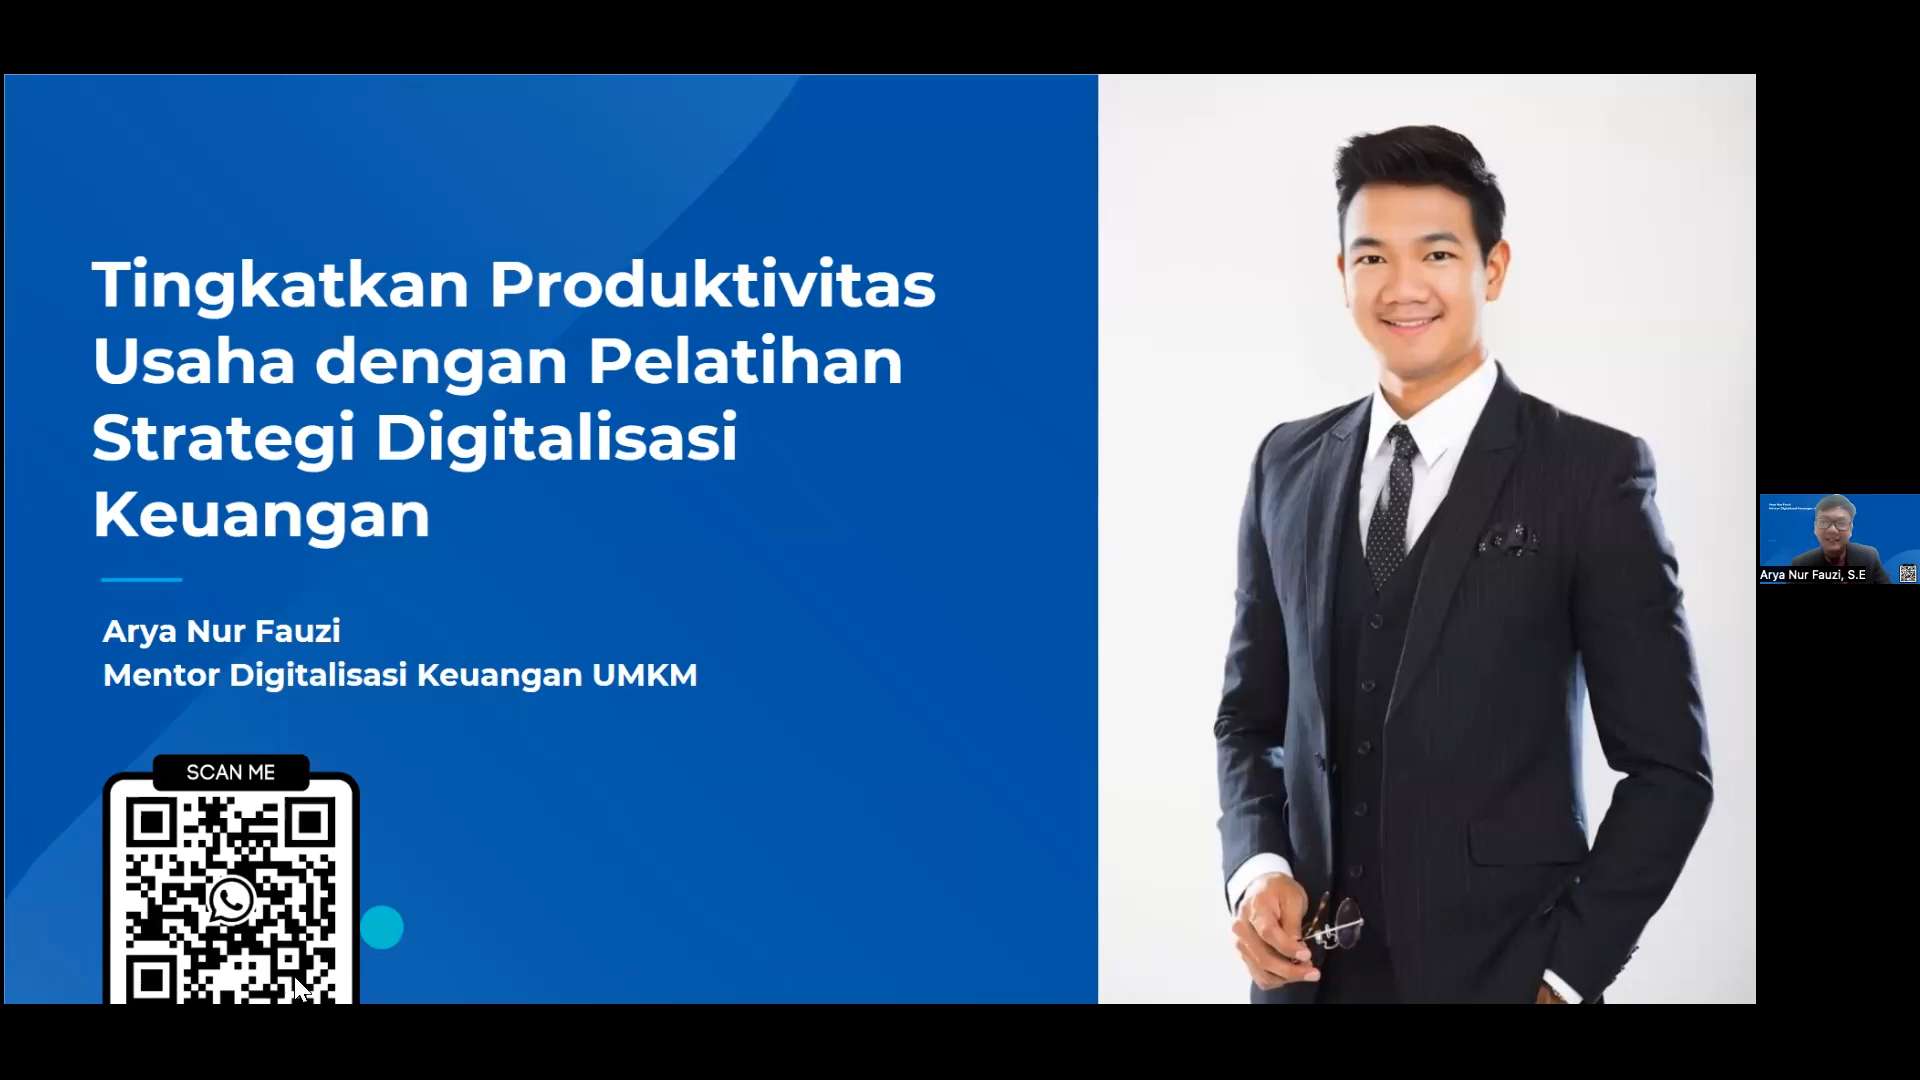 Tingkatkan Produktivitas
Usaha dengan Pelatihan
Strategi Digitalisasi
Keuangan
Arya Nur Fauzi
Mentor Digitalisasi Keuangan UMKM
SCAN ME
Arya Nur Fauzi, S.E